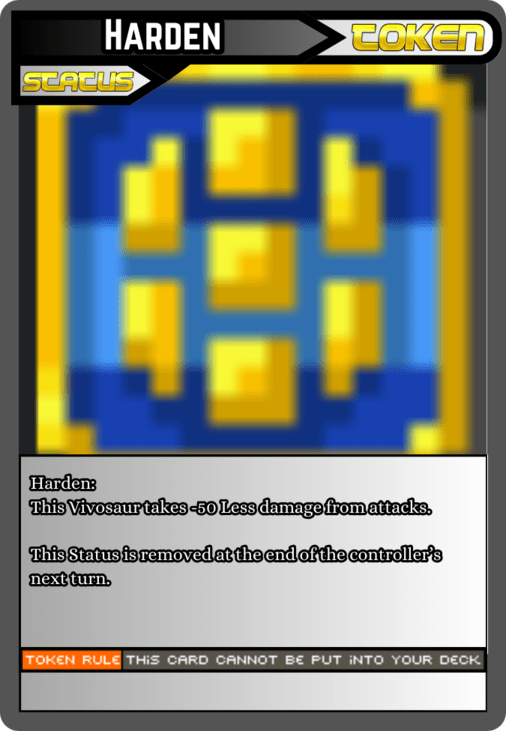 HARDEN
TOKEN
STATUS
Harden:
This Vivosaur takes -50 Less damage from attacks.
This Status is removed at the end of the controller's
next turn.
TOKEN RULE THIS CARD CANNOT BE PUT INTO YOUR DECK